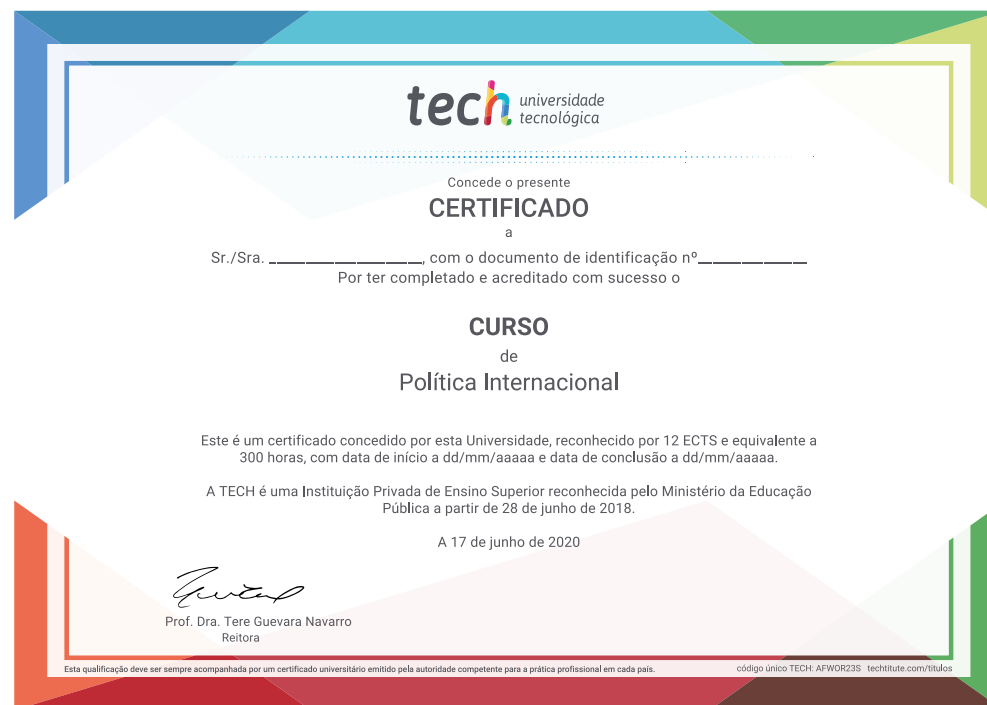 tech universidade
tecnológica
Concede o presente
CERTIFICADO
a
Sr./Sra. ____________________, com o documento de identificação nº______________
Por ter completado e acreditado com sucesso o
CURSO
de
Política Internacional
Este é um certificado concedido por esta Universidade, reconhecido por 12 ECTS e equivalente a
300 horas, com data de início a dd/mm/aaaaa e data de conclusão a dd/mm/aaaaa.
A TECH é uma Instituição Privada de Ensino Superior reconhecida pelo Ministério da Educação
Pública a partir de 28 de junho de 2018.
A 17 de junho de 2020
Prof. Dra. Tere Guevara Navarro
Reitora
Esta qualificação deve ser sempre acompanhada por um certificado universitário emitido pela autoridade competente para a prática profissional em cada país.
código único TECH: AFWOR23S techtitute.com/titulos